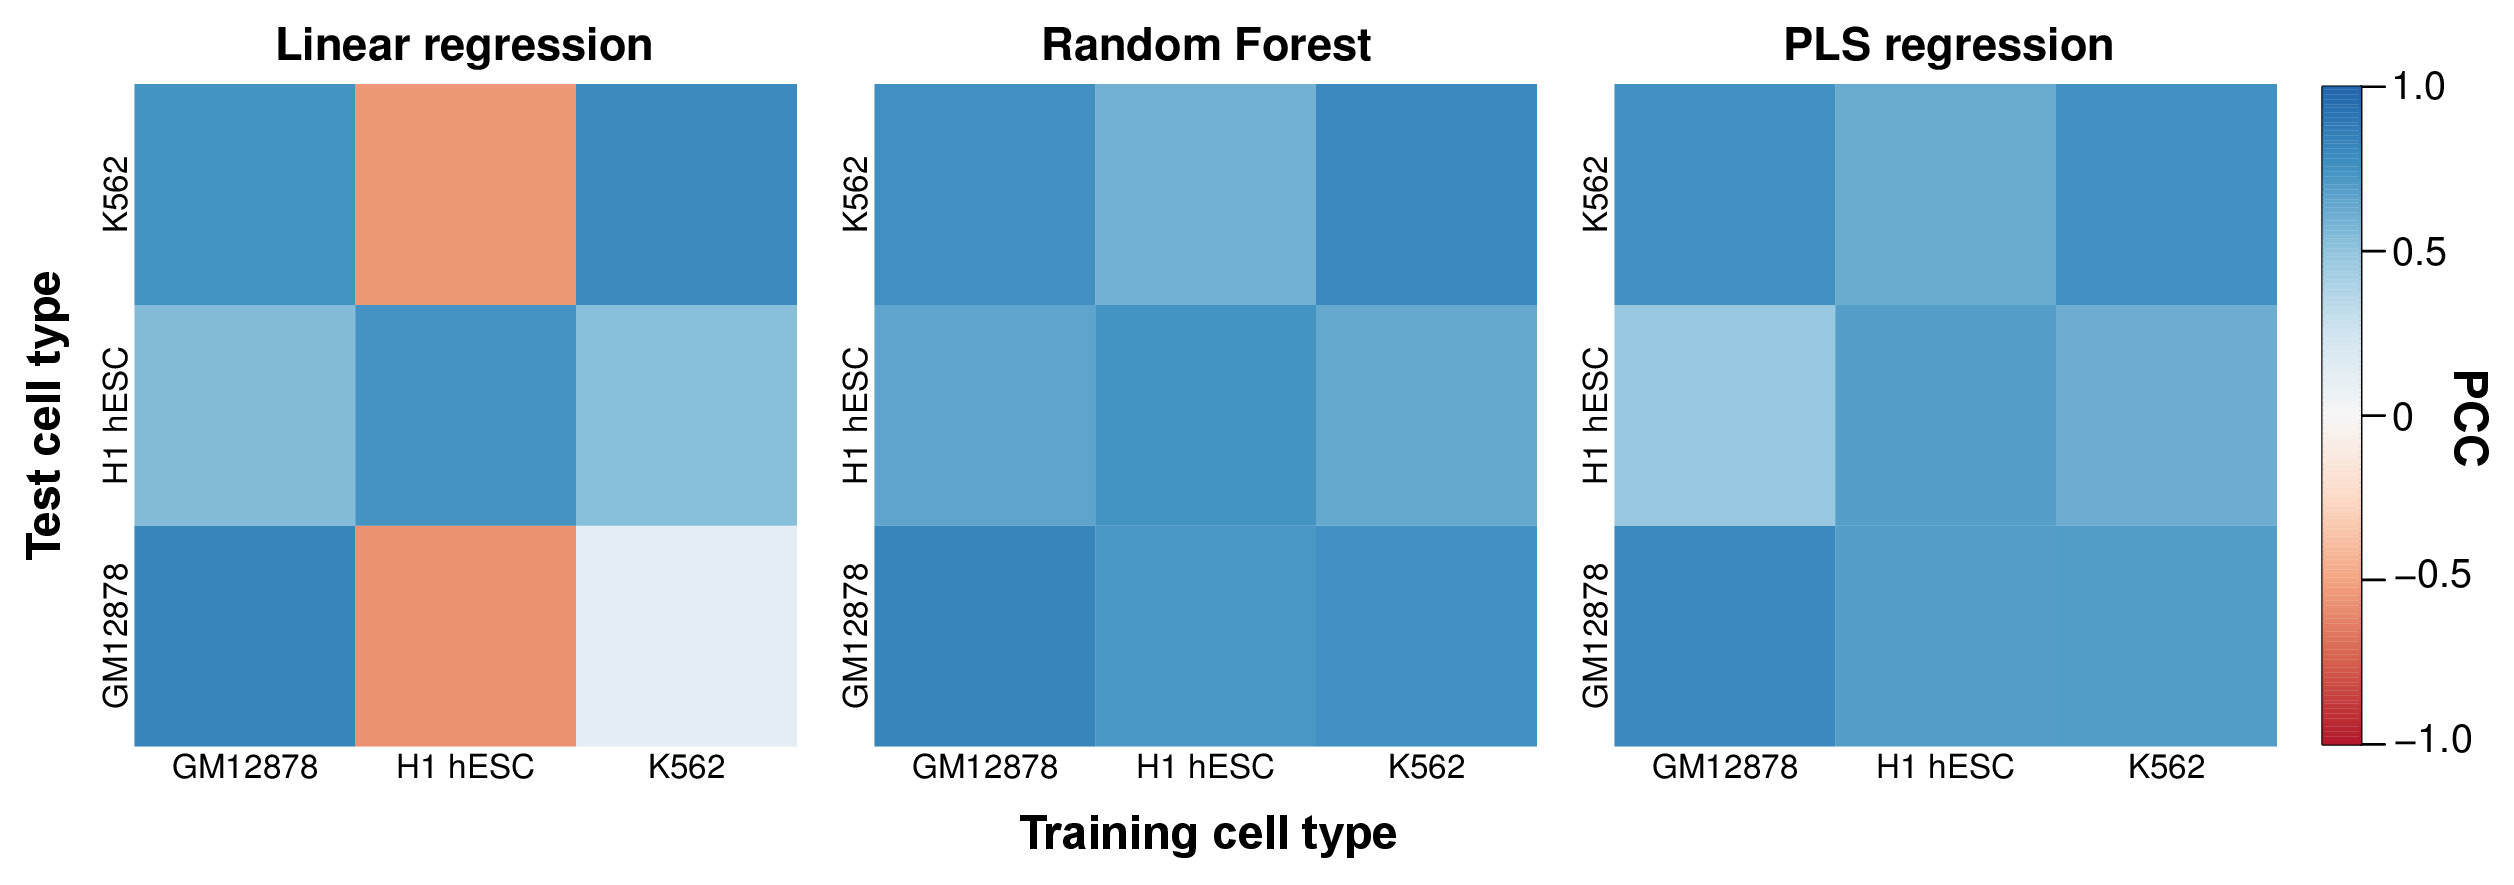 Linear regression
Random Forest
PLS regression
Test cell type
K562
H1 hESC
GM12878
GM12878
H1 hESC
K562
K562
H1 hESC
GM12878
GM12878
H1 hESC
K562
K562
H1 hESC
GM12878
GM12878
H1 hESC
K562
1.0
0.5
0
−0.5
−1.0
PCC
Training cell type